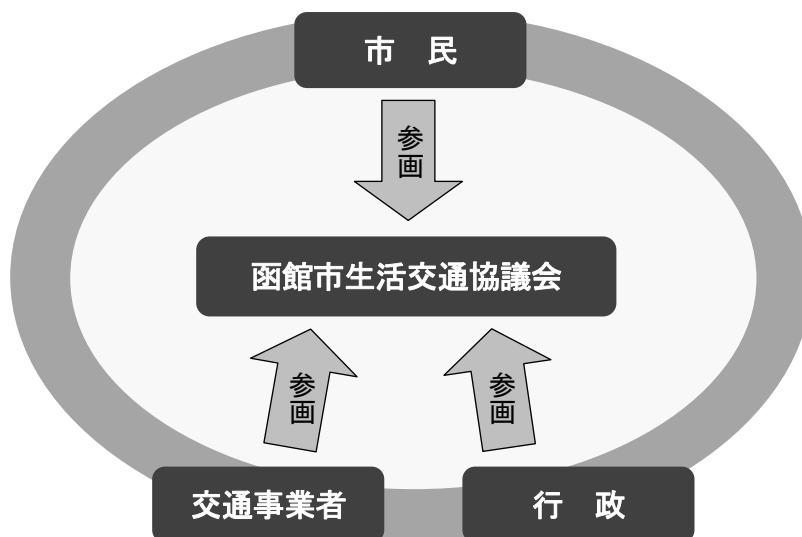 市　民
参画
函館市生活交通協議会
参画
参画
交通事業者
行　政